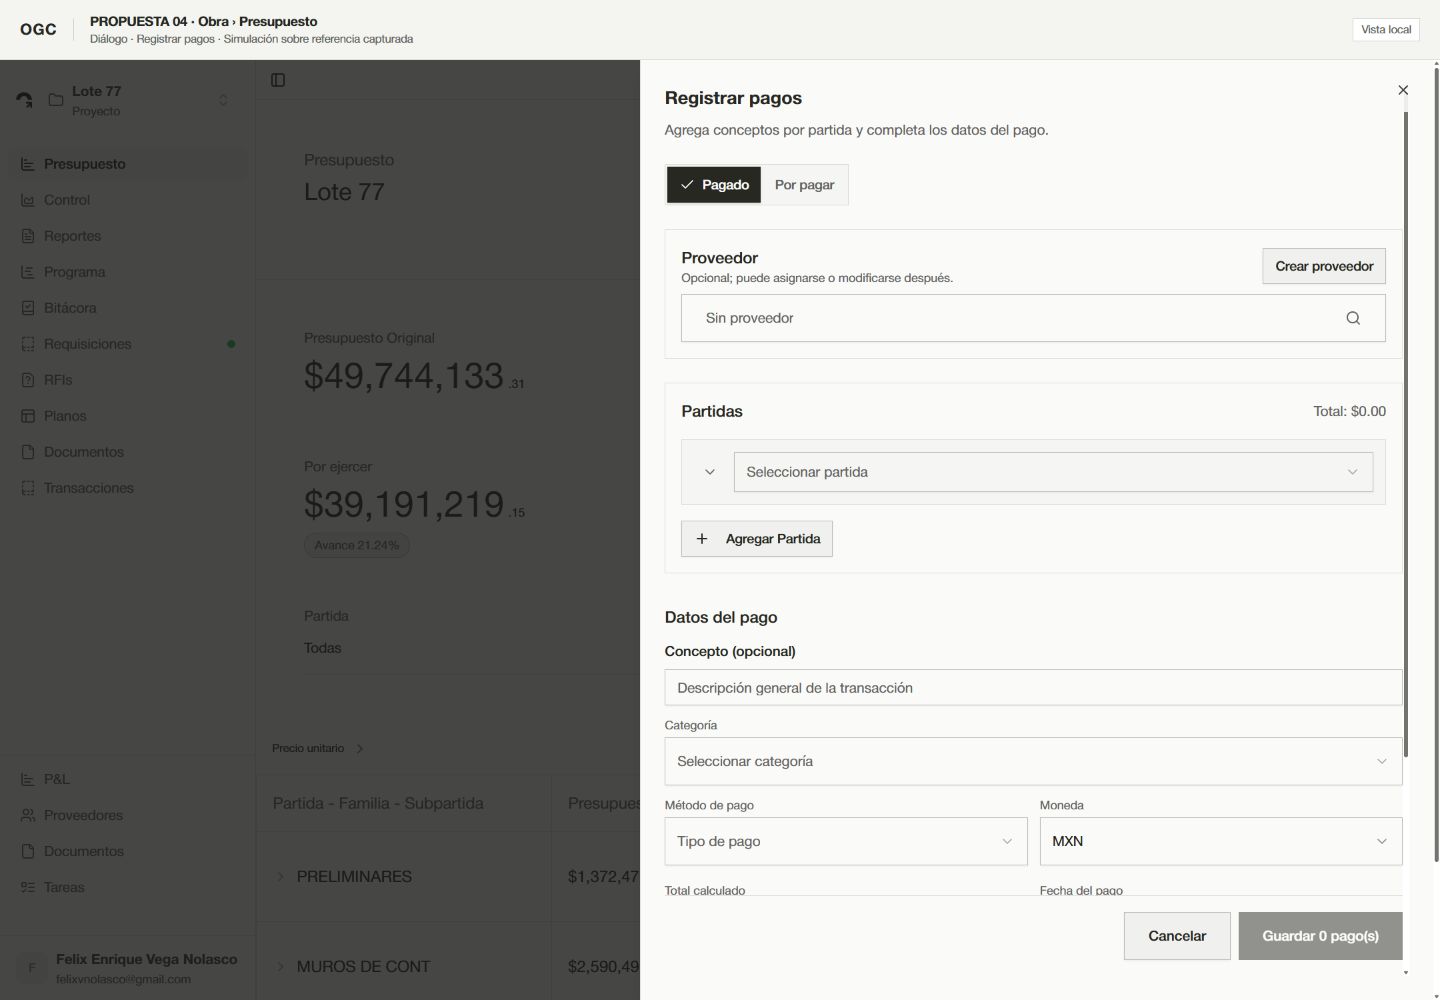 OGC
PROPUESTA 04 · Obra › Presupuesto
Diálogo · Registrar pagos · Simulación sobre referencia capturada
Vista local
Lote 77
Proyecto
Presupuesto
Control
Reportes
Programa
Bitácora
Requisiciones
RFIs
Planos
Documentos
Transacciones
P&L
Proveedores
Documentos
Tareas
F
Felix Enrique Vega Nolasco
felixvnolasco@gmail.com
Presupuesto
Lote 77
Presupuesto Original
$49,744,133.31
Por ejercer
$39,191,219.15
Avance 21.24%
Partida
Todas
Precio unitario
Partida - Familia - Subpartida
Presupues
PRELIMINARES
$1,372,47
MUROS DE CONT
$2,590,49
Registrar pagos
Agrega conceptos por partida y completa los datos del pago.
Pagado
Por pagar
Proveedor
Opcional; puede asignarse o modificarse después.
Crear proveedor
Sin proveedor
Partidas
Total: $0.00
Seleccionar partida
Agregar Partida
Datos del pago
Concepto (opcional)
Descripción general de la transacción
Categoría
Seleccionar categoría
Método de pago
Moneda
Tipo de pago
MXN
Total calculado
Fecha del pago
Cancelar
Guardar 0 pago(s)